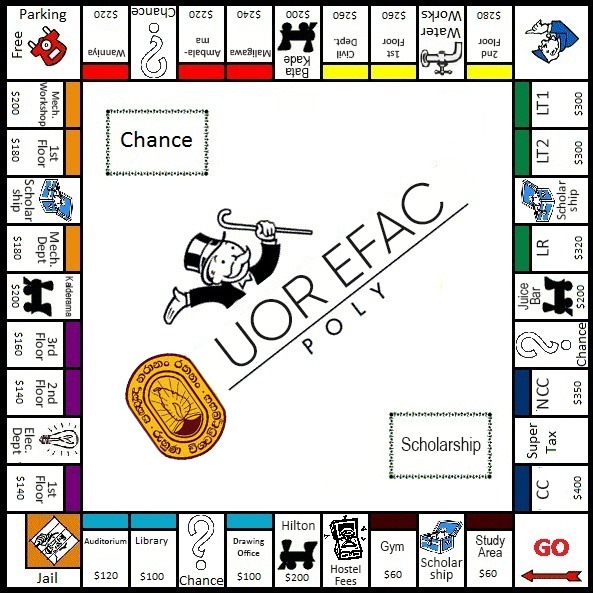 Parking
Free
$220
Wanniya
Chance
$220
Ambala-
ma
$240
Maligawa
$200
Bata
Kade
$260
Civil
Dept.
$260
1st
Floor
Water
Works
$280
2nd
Floor
Mech.
Workshop
$200
1st
Floor
$180
Scholar
ship
Mech.
Dept
$180
Kalderama
$200
3rd
Floor
$160
2nd
Floor
$140
Elec.
Dept
1st
Floor
$140
Chance
UOR EFAC
POLY
Scholarship
LT1
$300
LT2
$300
Scholar
ship
LR
$320
Juice
Bar
$200
Chance
NCC
$350
Super
Tax
CC
$400
Jail
Auditorium
$120
Library
$100
Chance
Drawing
Office
$100
Hilton
$200
Hostel
Fees
Gym
$60
Scholar
ship
Study
Area
$60
GO